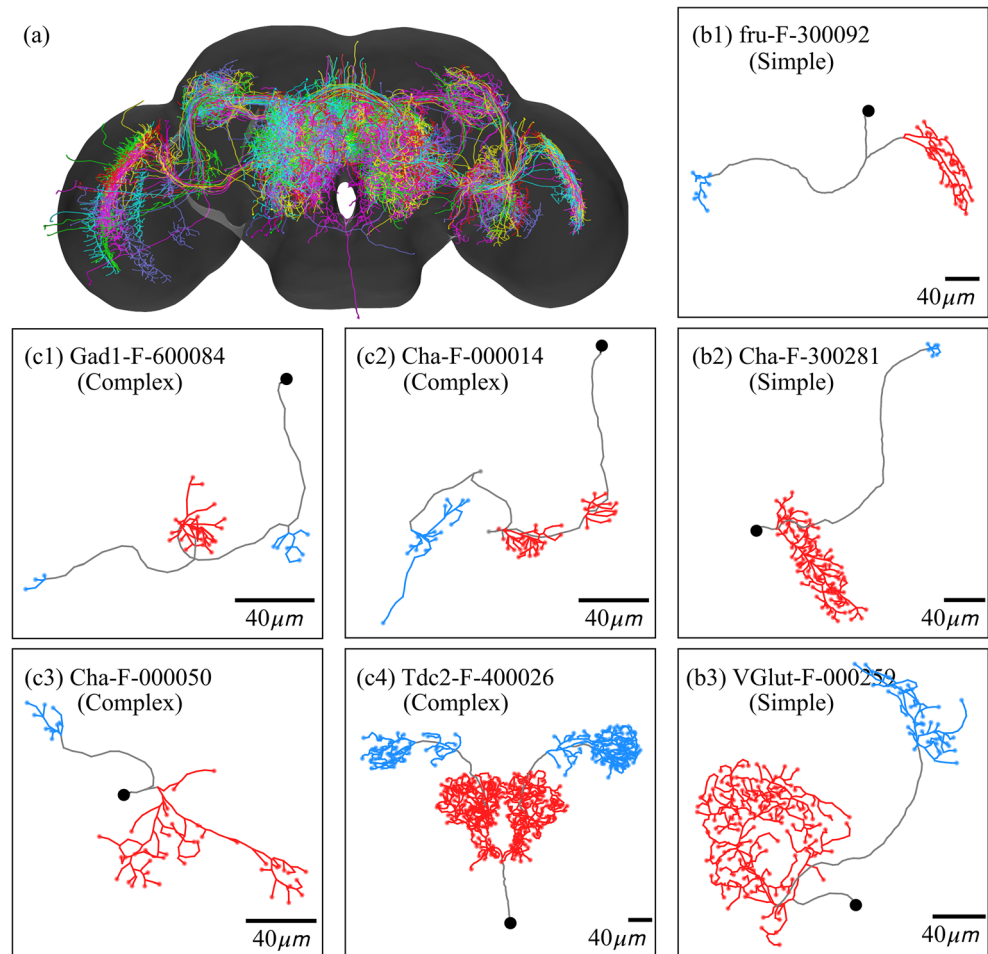 (a)
(b1) fru-F-300092
(Simple)
40μm
(c1) Gad1-F-600084
(Complex)
40μm
(c2) Cha-F-000014
(Complex)
40μm
(b2) Cha-F-300281
(Simple)
40μm
(c3) Cha-F-000050
(Complex)
40μm
(c4) Tdc2-F-400026
(Complex)
40μm
(b3) VGlut-F-000259
(Simple)
40μm